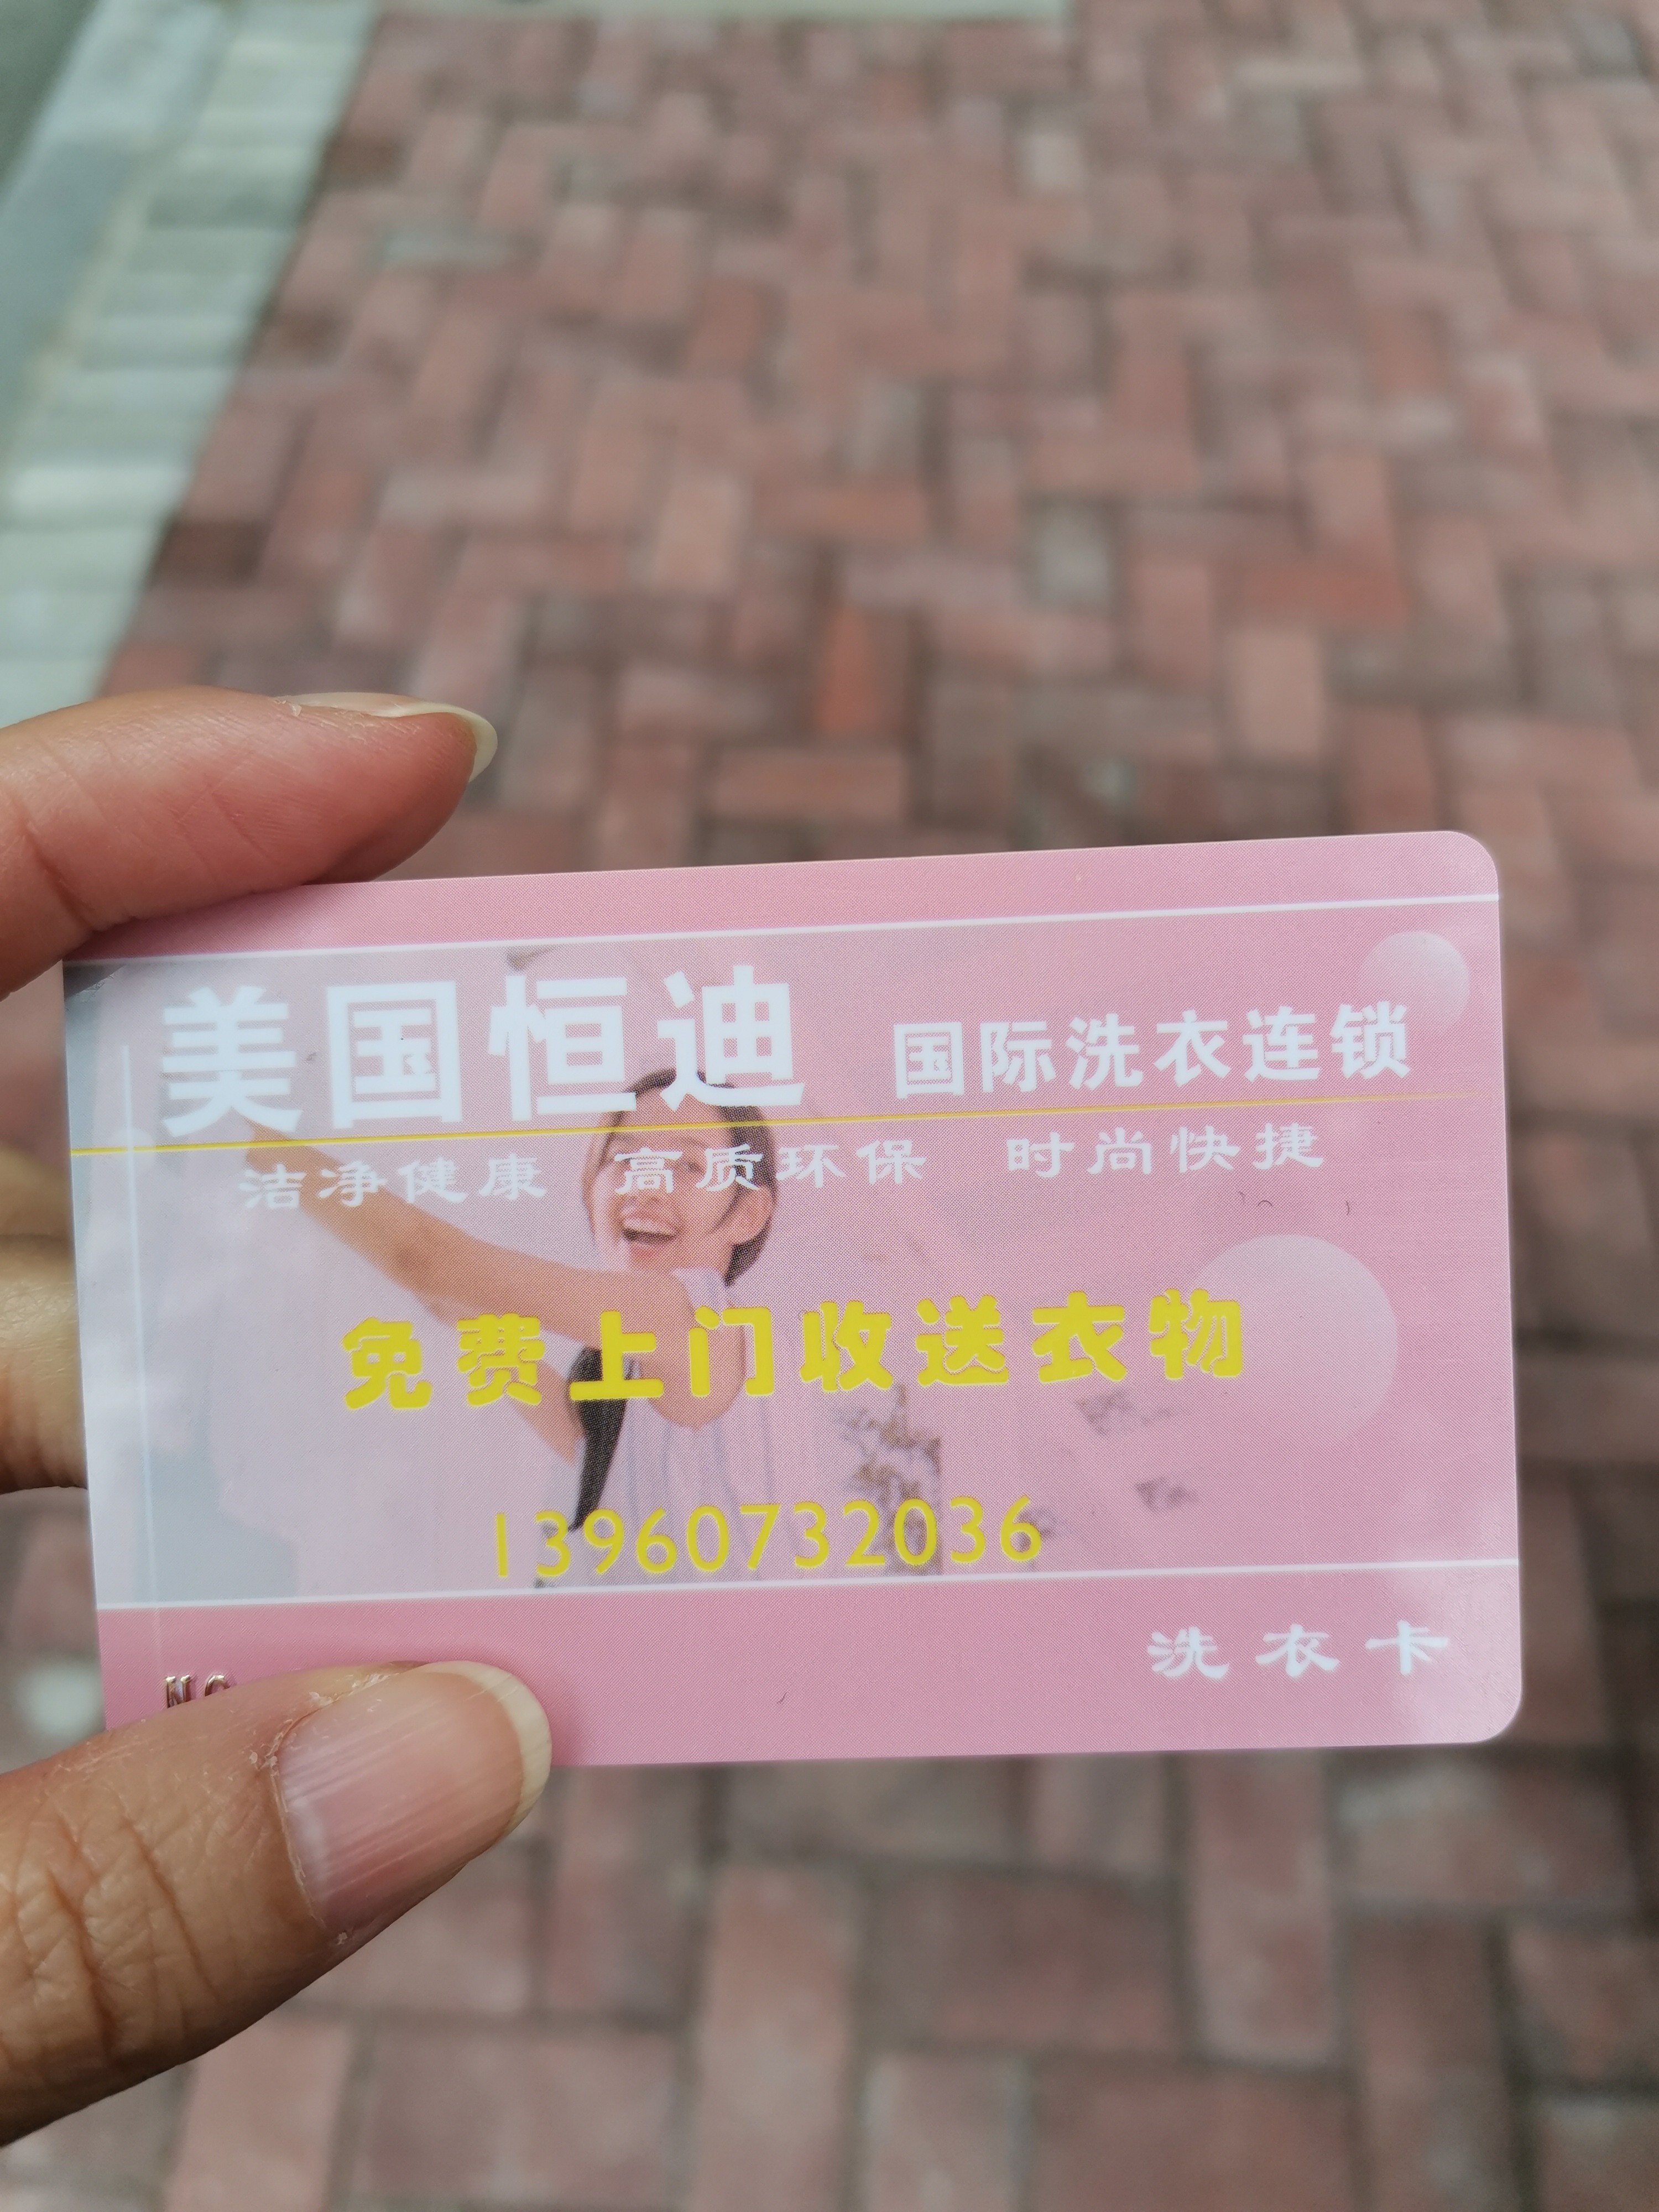 美国恒迪 国际洗衣连锁
洁净健康 高质环保 时尚快捷
免费上门收送衣物
13960732036
洗衣卡